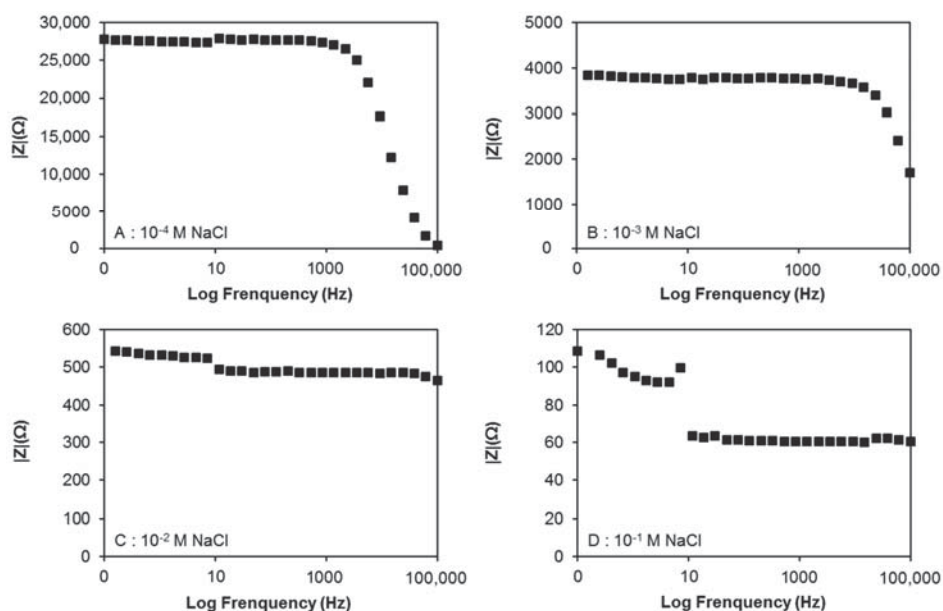 30,000
25,000
20,000
15,000
10,000
5000
0
|Z|(Ω)
A : 10⁻⁴ M NaCl
0 10 1000 100,000
Log Frenquency (Hz)
5000
4000
3000
2000
1000
0
|Z|(Ω)
B : 10⁻³ M NaCl
0 10 1000 100,000
Log Frenquency (Hz)
600
500
400
300
200
100
0
|Z|(Ω)
C : 10⁻² M NaCl
0 10 1000 100,000
Log Frenquency (Hz)
120
100
80
60
40
20
0
|Z|(Ω)
D : 10⁻¹ M NaCl
0 10 1000 100,000
Log Frenquency (Hz)